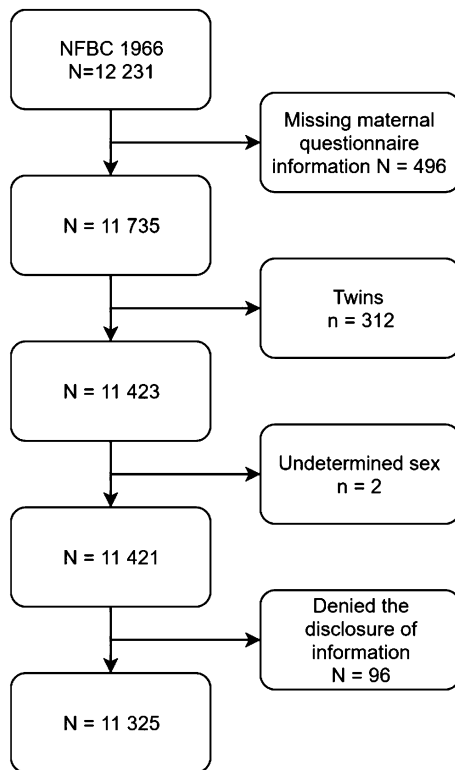 NFBC 1966
N=12 231
Missing maternal
questionnaire
information N = 496
N = 11 735
Twins
n = 312
N = 11 423
Undetermined sex
n = 2
N = 11 421
Denied the
disclosure of
information
N = 96
N = 11 325